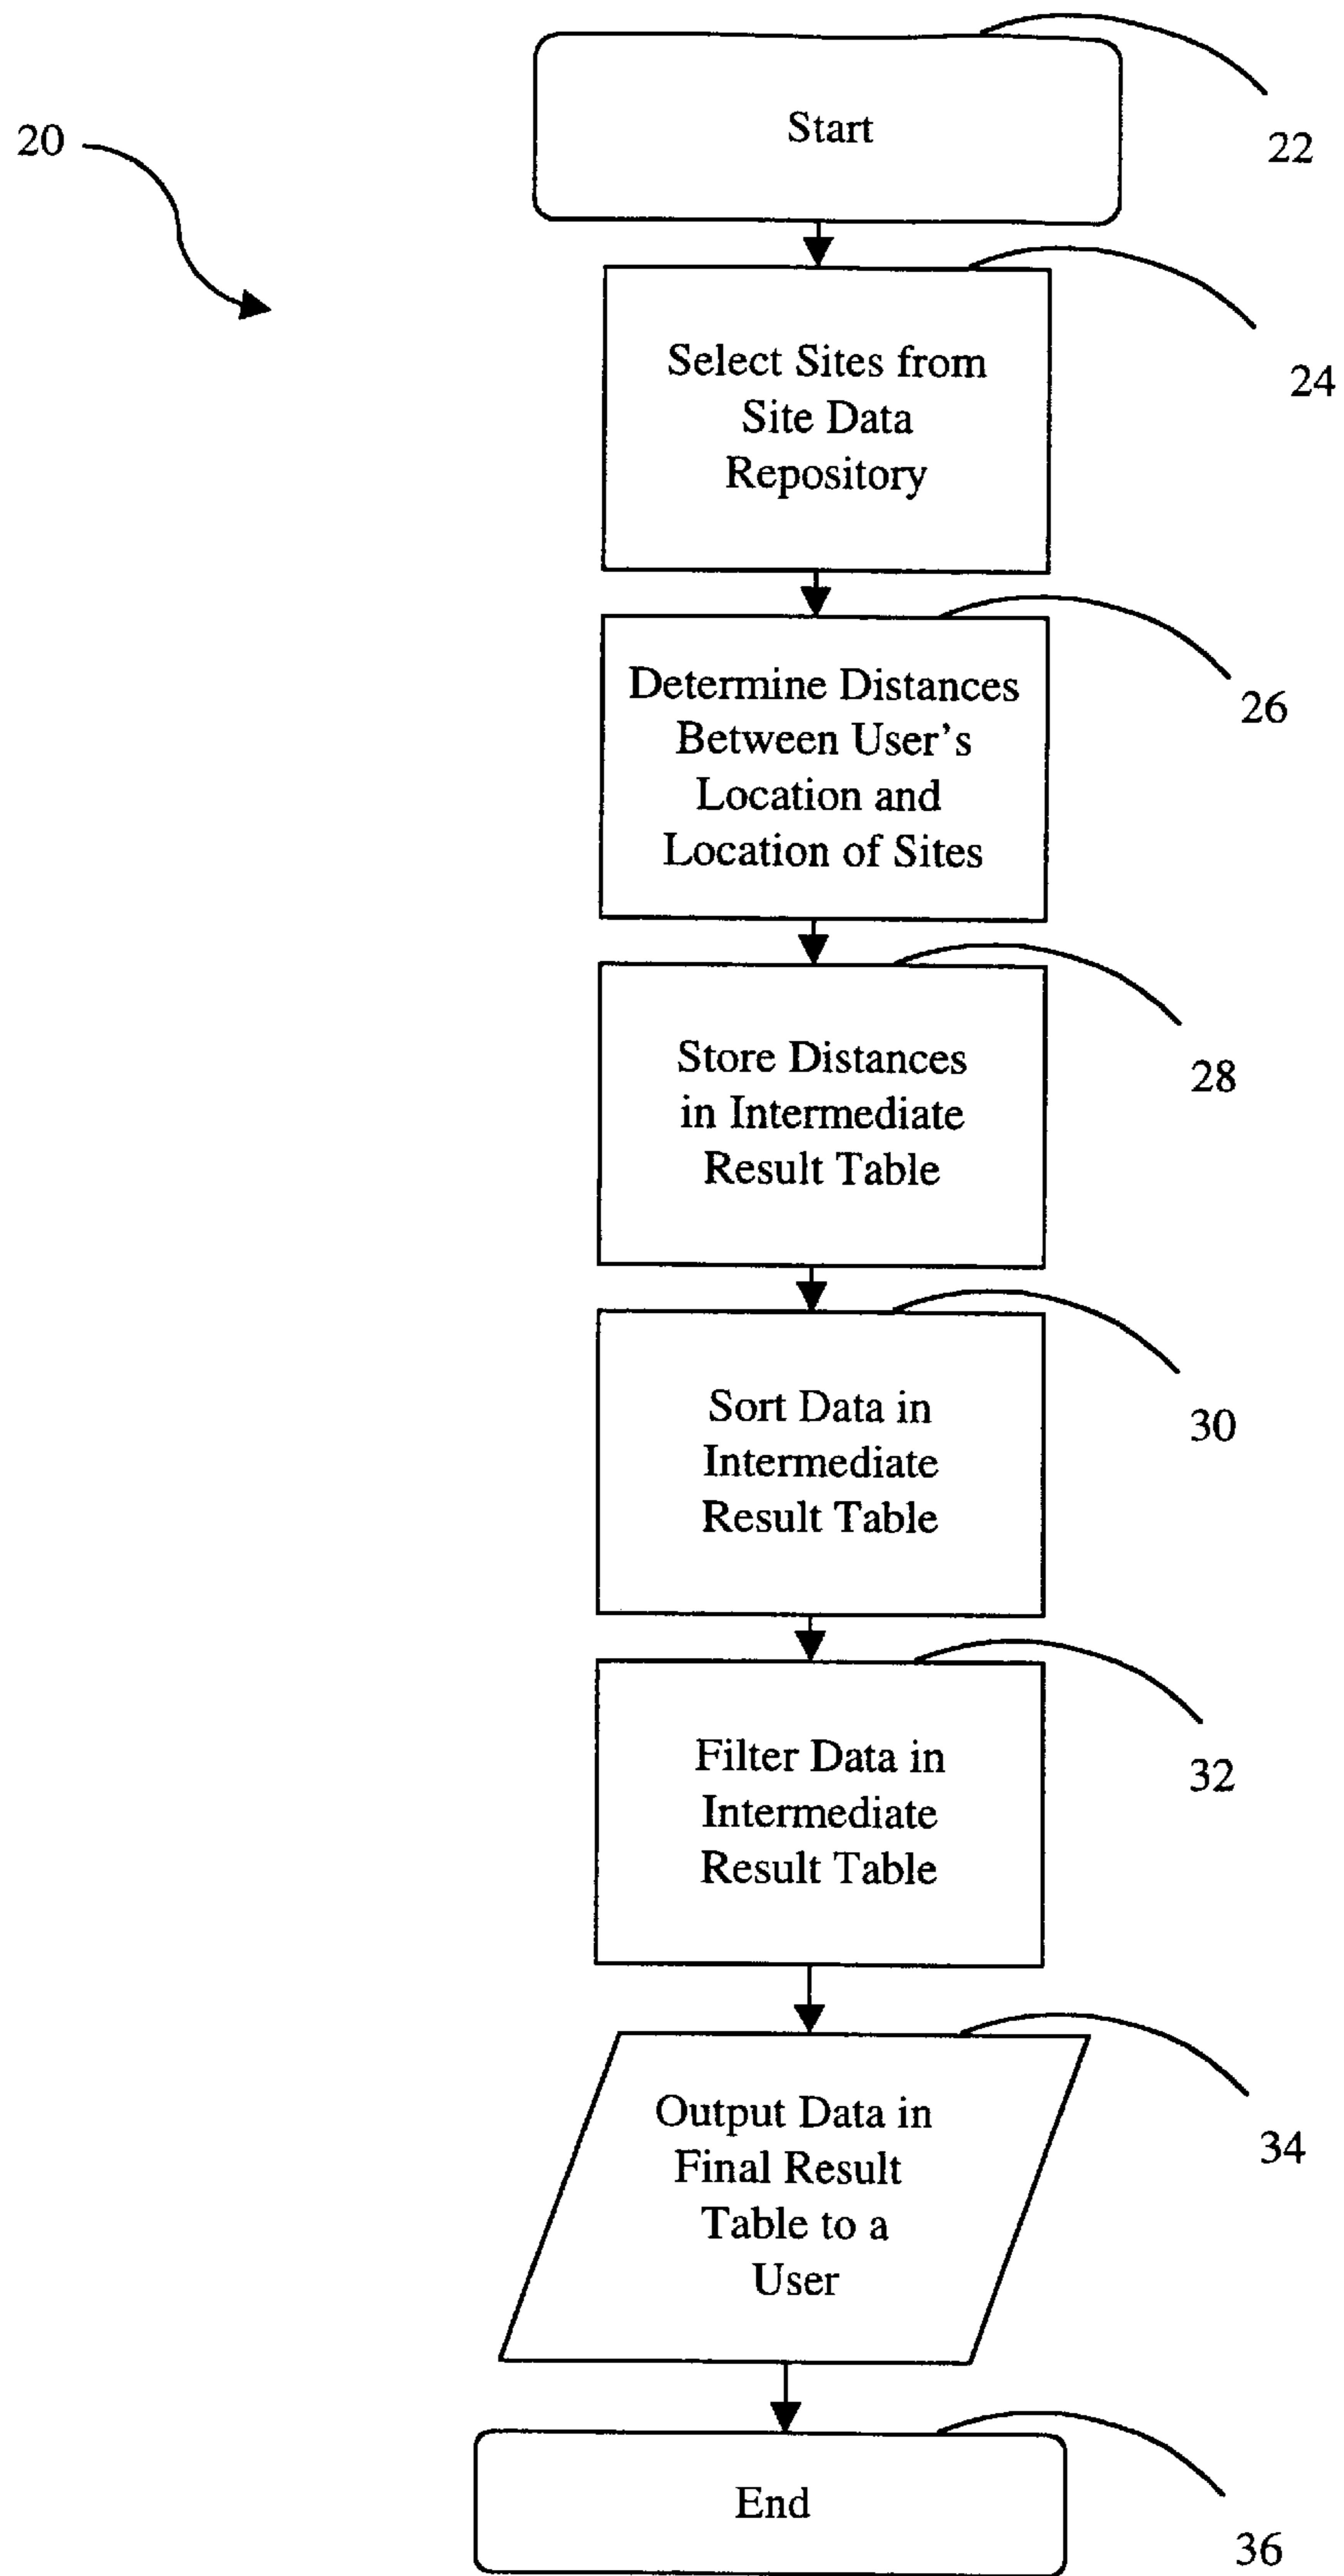 20
Start
22
Select Sites from
Site Data
Repository
24
Determine Distances
Between User's
Location and
Location of Sites
26
Store Distances
in Intermediate
Result Table
28
Sort Data in
Intermediate
Result Table
30
Filter Data in
Intermediate
Result Table
32
Output Data in
Final Result
Table to a
User
34
End
36